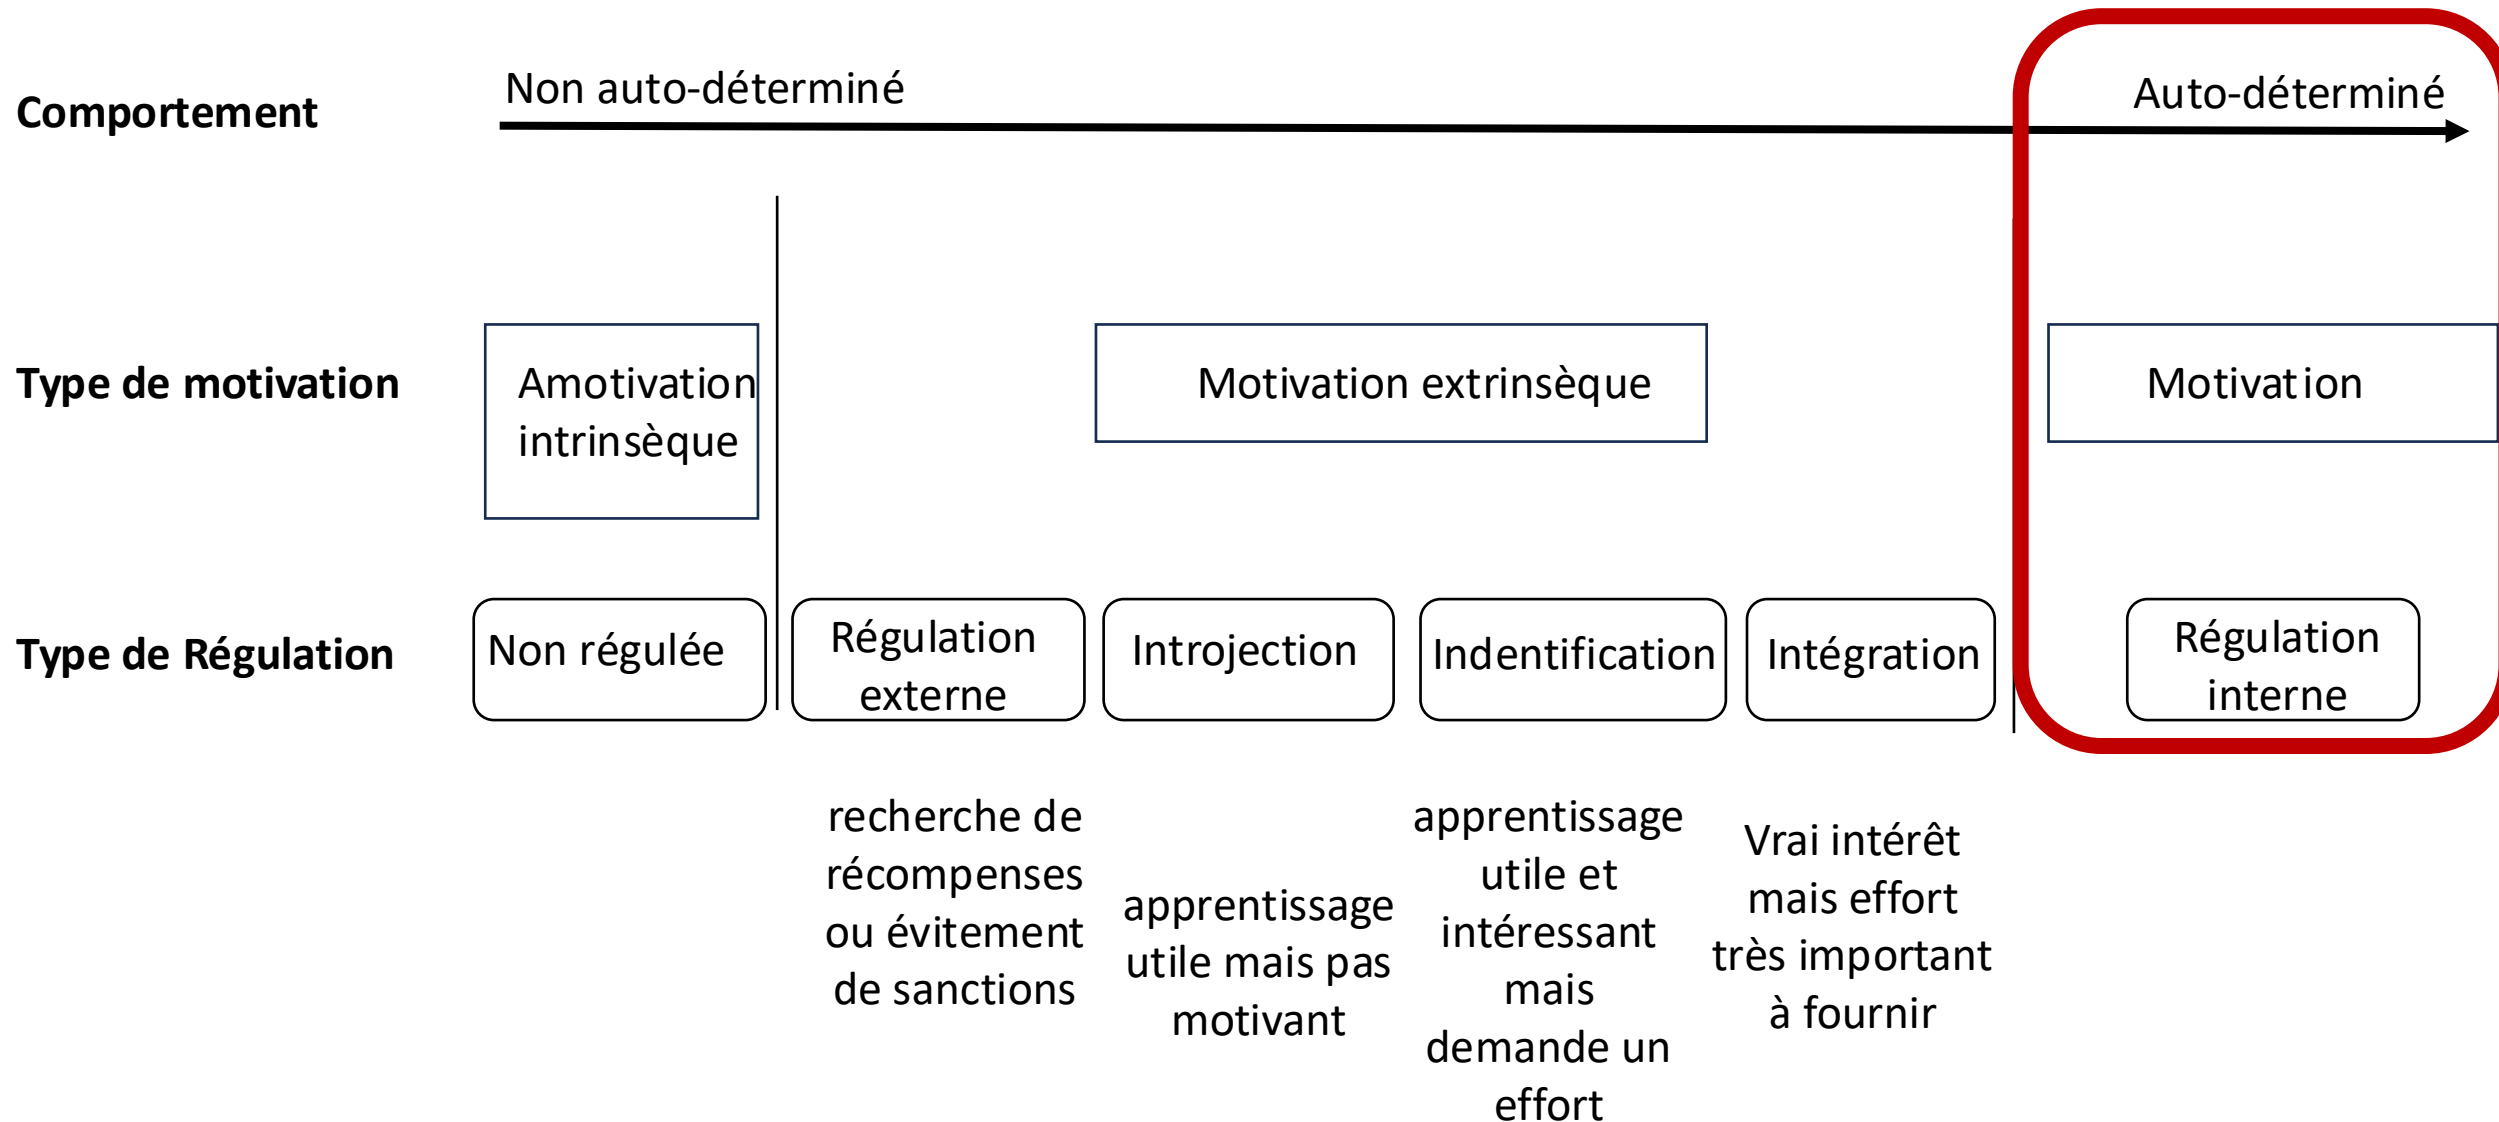 Comportement
Non auto-déterminé
Auto-déterminé
Type de motivation
Amotivation
intrinsèque
Motivation extrinsèque
Motivation
Type de Régulation
Non régulée
Régulation
externe
Introjection
Indentification
Intégration
Régulation
interne
recherche de
récompenses
ou évitement
de sanctions
apprentissage
utile mais pas
motivant
apprentissage
utile et
intéressant
mais
demande un
effort
Vrai intérêt
mais effort
très important
à fournir